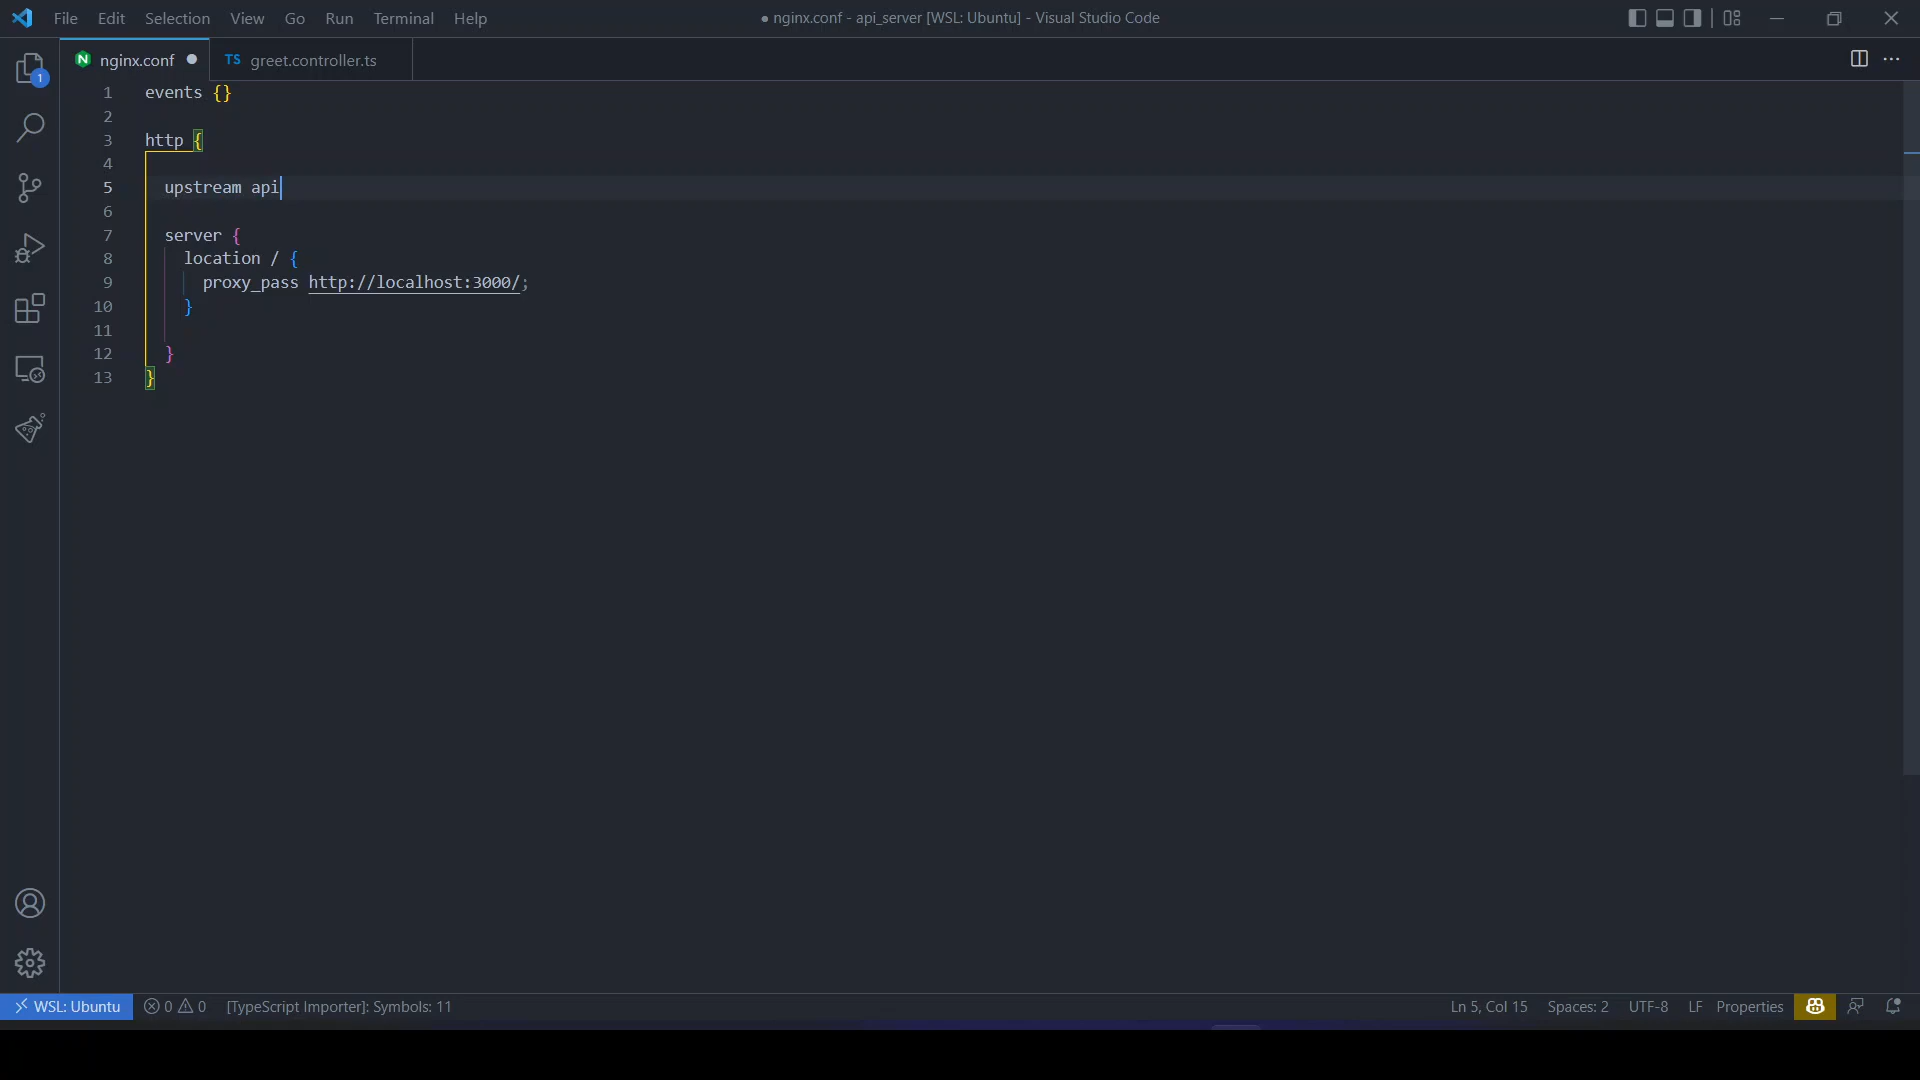 File Edit Selection View Go Run Terminal Help
● nginx.conf - api_server [WSL: Ubuntu] - Visual Studio Code
N nginx.conf ●
TS greet.controller.ts
1
1 events {}
2
3 http {
4
5   upstream api
6
7   server {
8     location / {
9       proxy_pass http://localhost:3000/;
10     }
11
12   }
13 }
WSL: Ubuntu 0 0 [TypeScript Importer]: Symbols: 11
Ln 5, Col 15 Spaces: 2 UTF-8 LF Properties